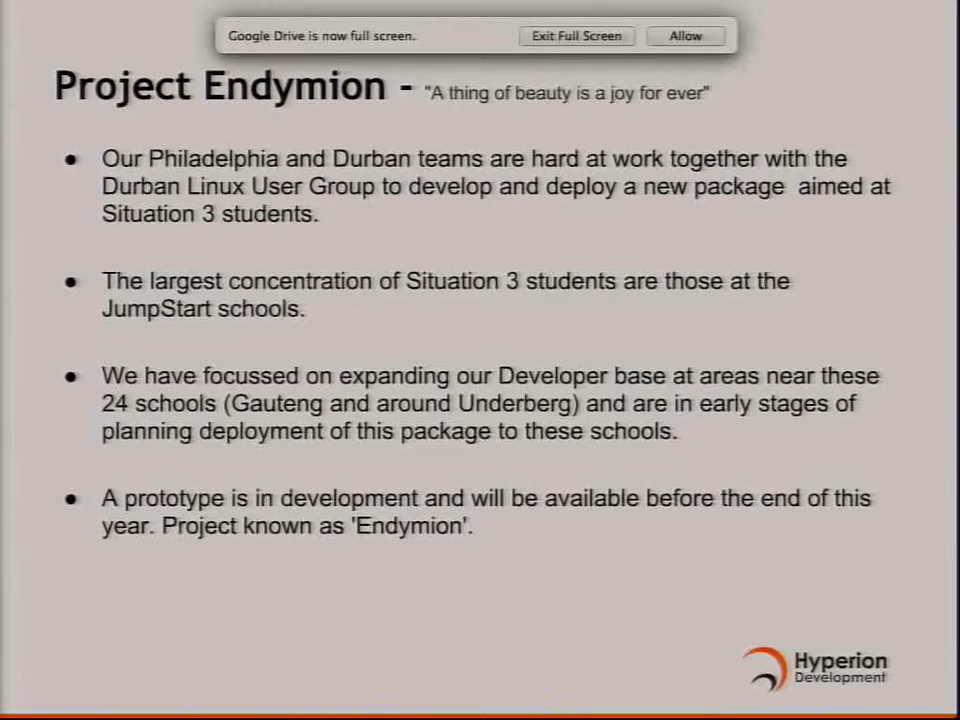 Google Drive is now full screen. Exit Full Screen Allow
Project Endymion - "A thing of beauty is a joy for ever"
● Our Philadelphia and Durban teams are hard at work together with the
Durban Linux User Group to develop and deploy a new package aimed at
Situation 3 students.
● The largest concentration of Situation 3 students are those at the
JumpStart schools.
● We have focussed on expanding our Developer base at areas near these
24 schools (Gauteng and around Underberg) and are in early stages of
planning deployment of this package to these schools.
● A prototype is in development and will be available before the end of this
year. Project known as 'Endymion'.
Hyperion
Development